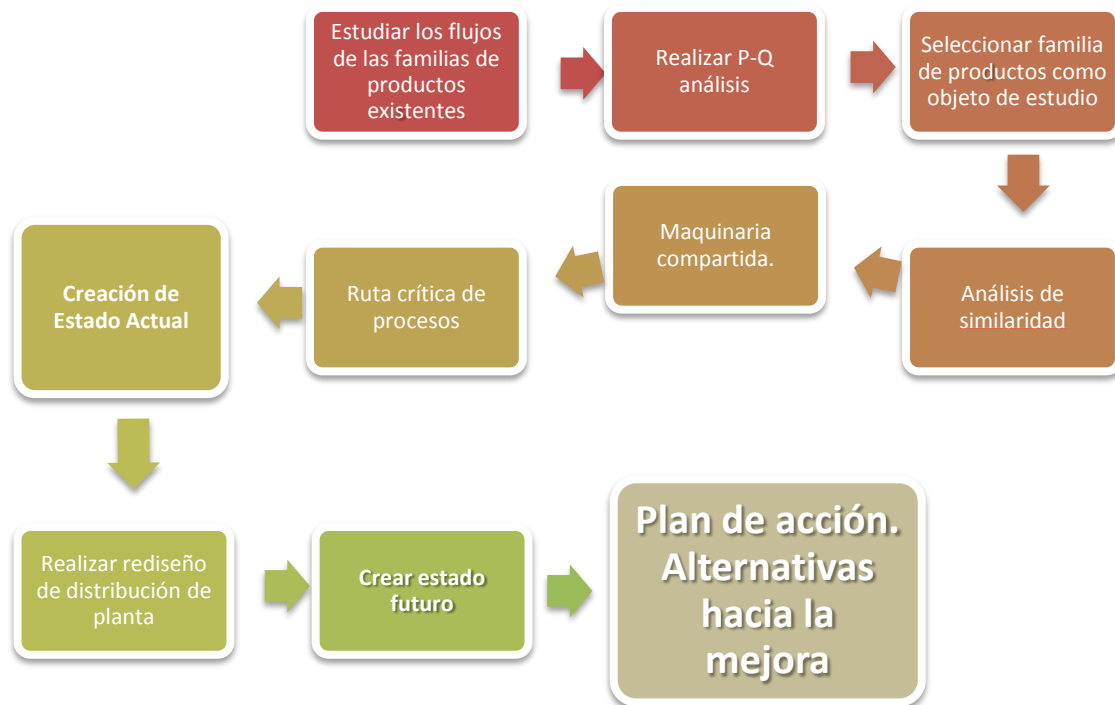 Estudiar los flujos
de las familias de
productos
existentes
Realizar P-Q
análisis
Seleccionar familia
de productos como
objeto de estudio
Análisis de
similaridad
Maquinaria
compartida.
Ruta crítica de
procesos
Creación de
Estado Actual
Realizar rediseño
de distribución de
planta
Crear estado
futuro
Plan de acción.
Alternativas
hacia la
mejora